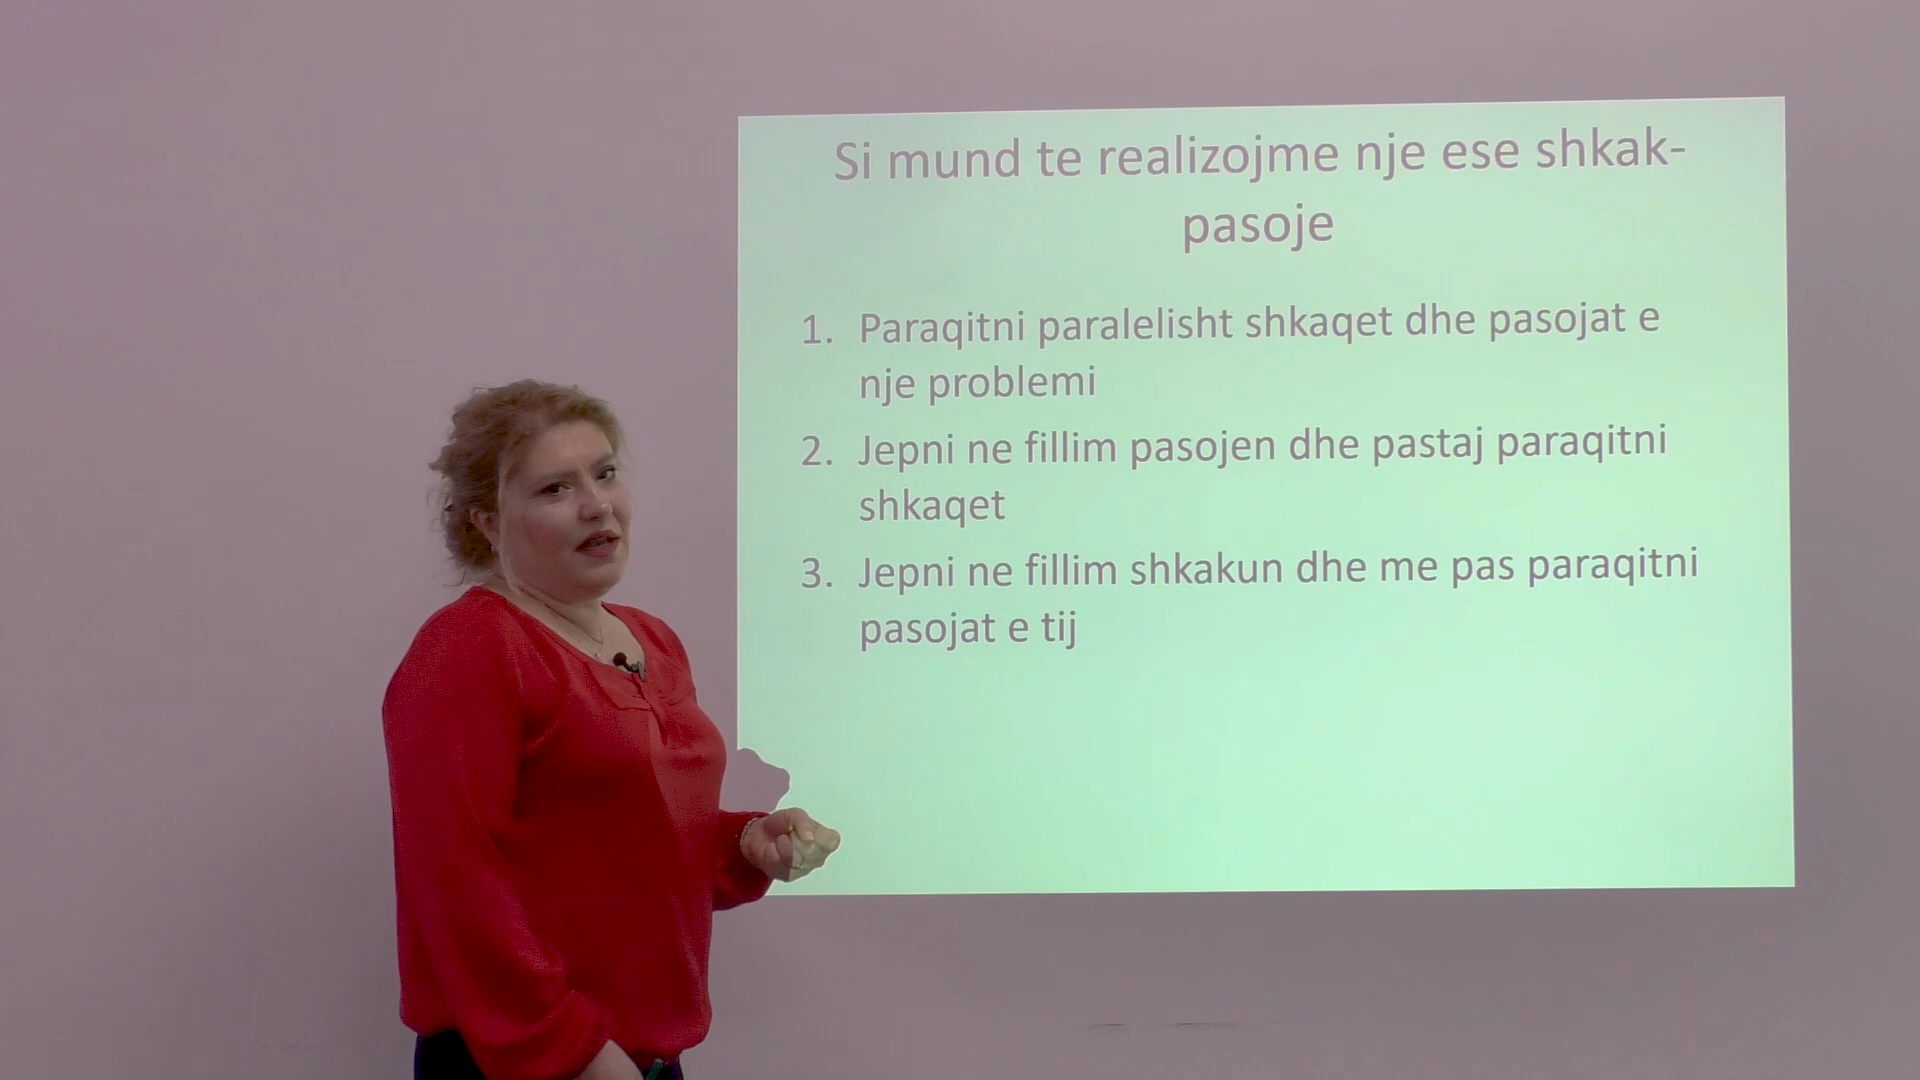 Si mund te realizojme nje ese shkak-
pasoje
1. Paraqitni paralelisht shkaqet dhe pasojat e
nje problemi
2. Jepni ne fillim pasojen dhe pastaj paraqitni
shkaqet
3. Jepni ne fillim shkakun dhe me pas paraqitni
pasojat e tij